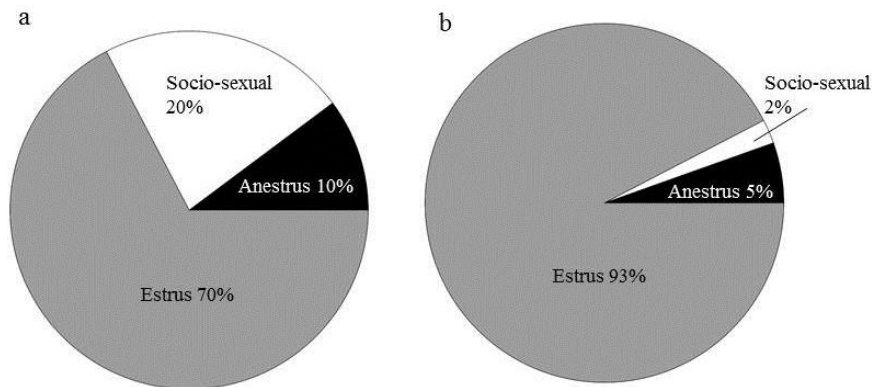 a
Socio-sexual
20%
Anestrus 10%
Estrus 70%
b
Socio-sexual
2%
Anestrus 5%
Estrus 93%